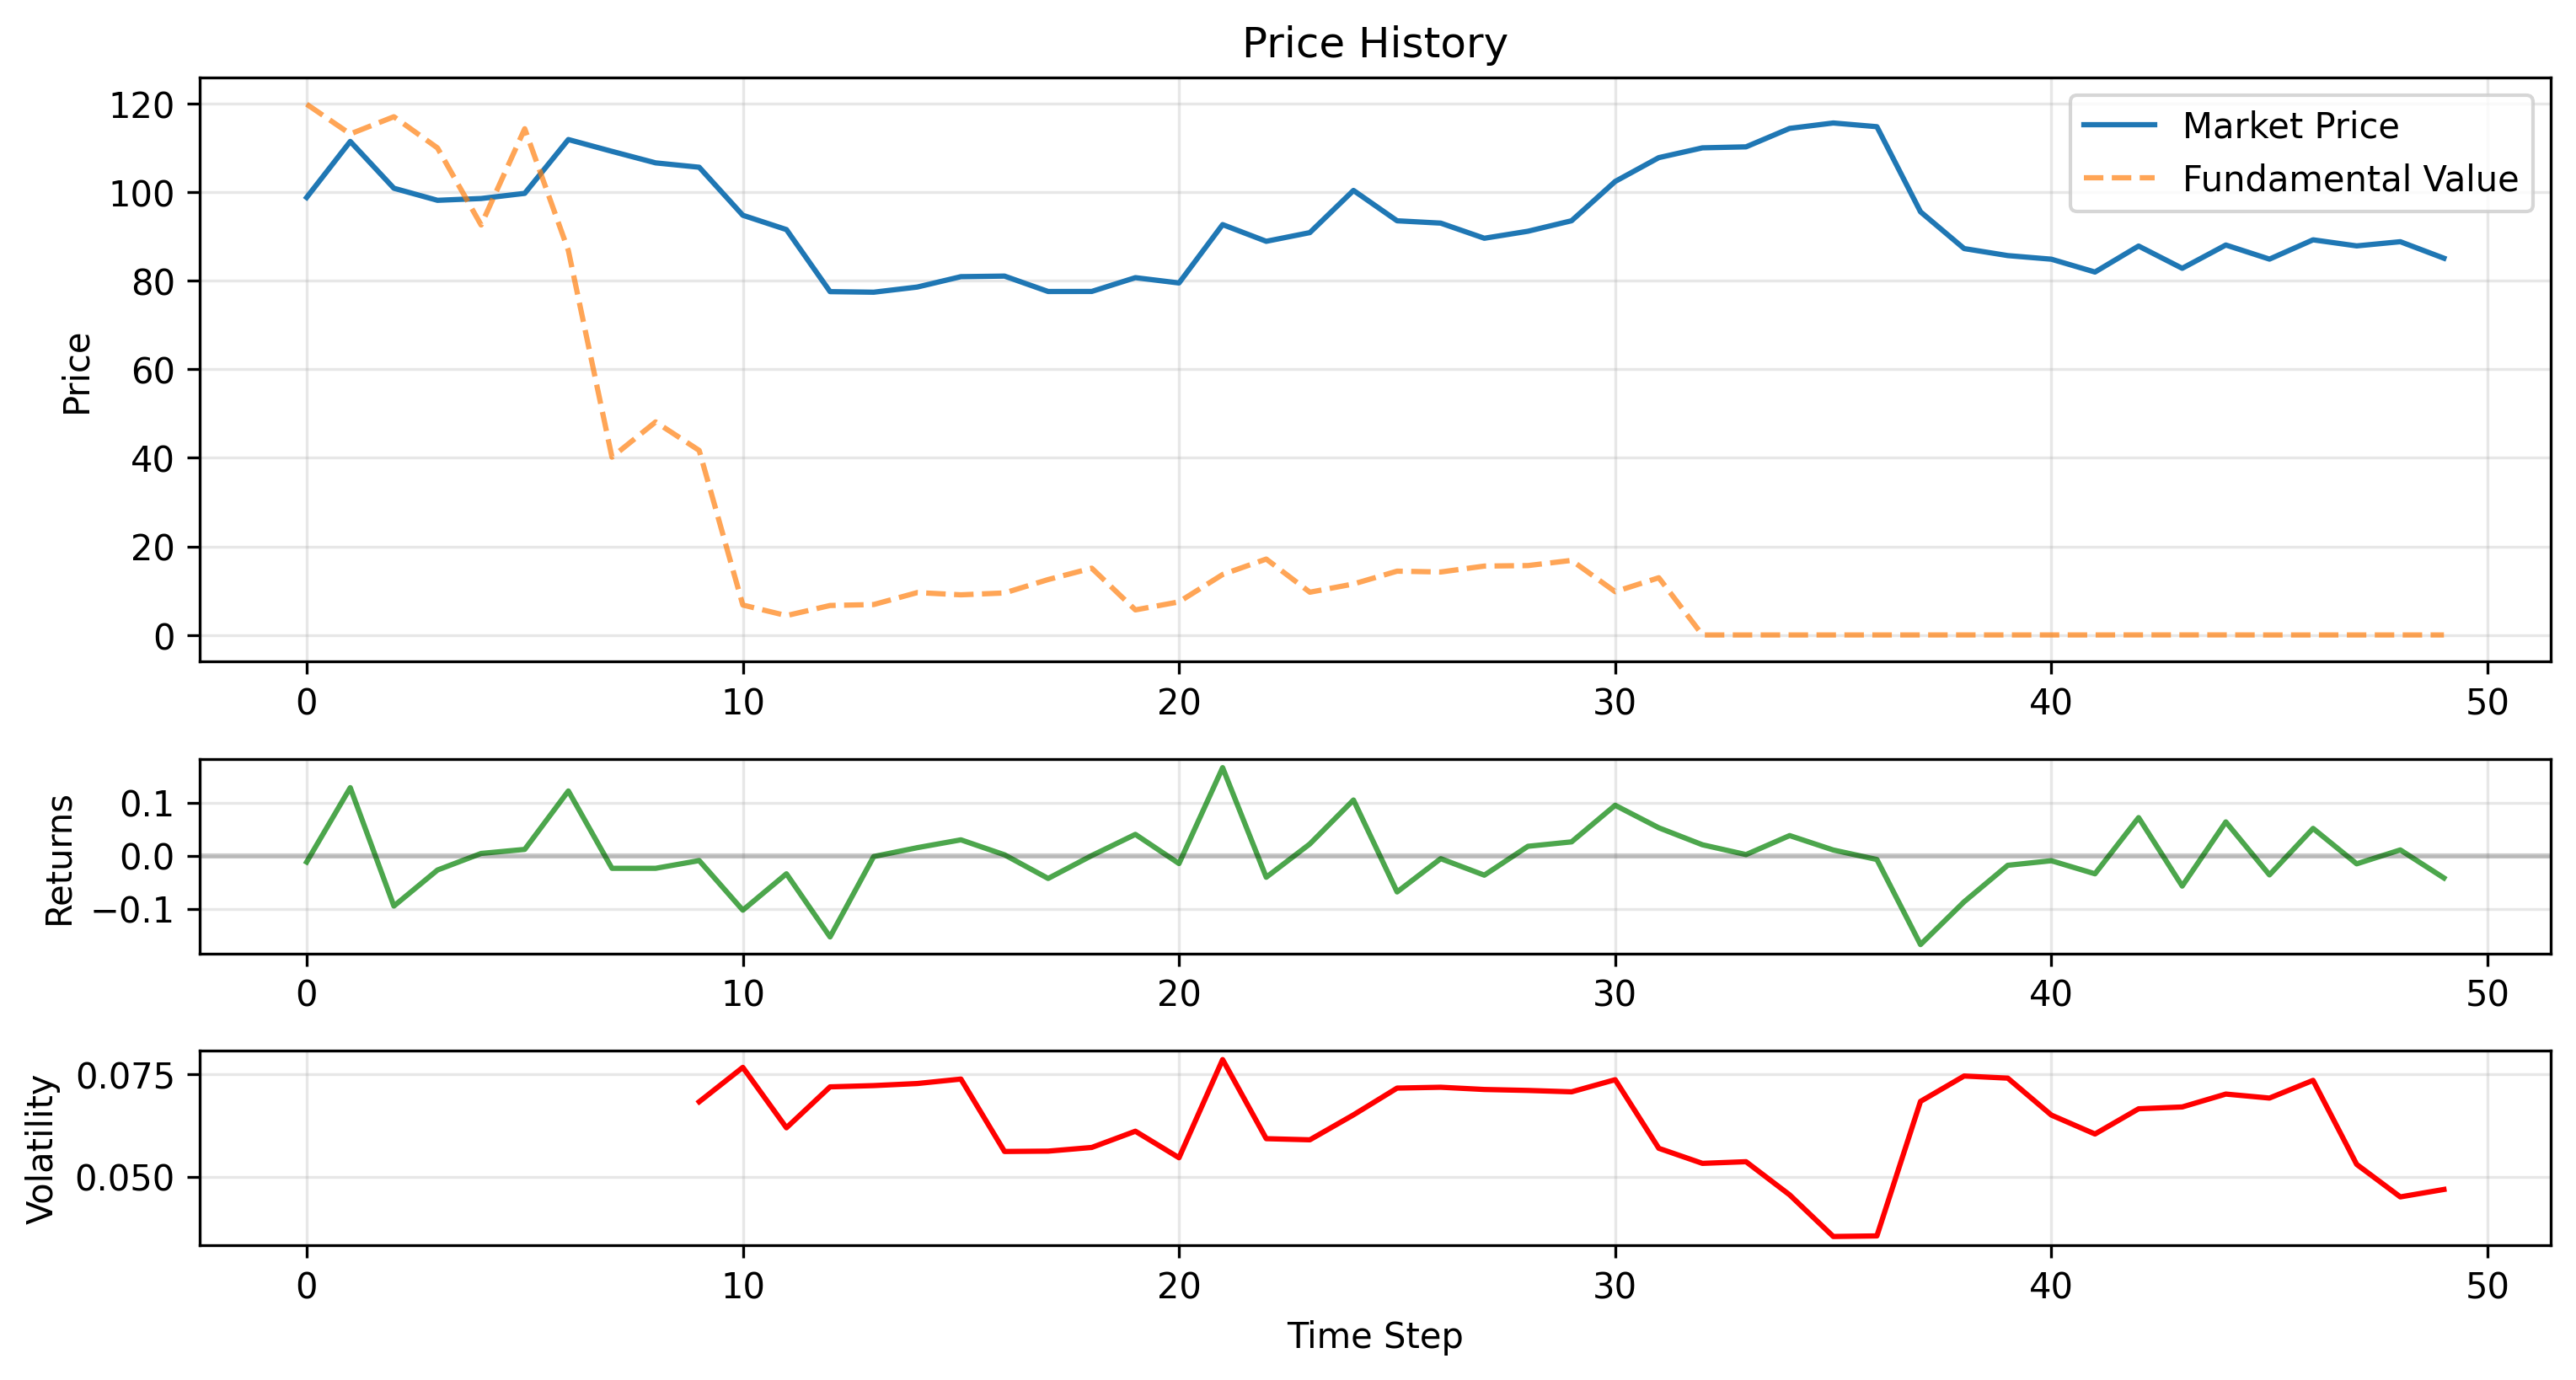 Price History
Market Price
Fundamental Value
Price
120
100
80
60
40
20
0
0 10 20 30 40 50
Returns
0.1
0.0
−0.1
0 10 20 30 40 50
Volatility
0.075
0.050
0 10 20 30 40 50
Time Step